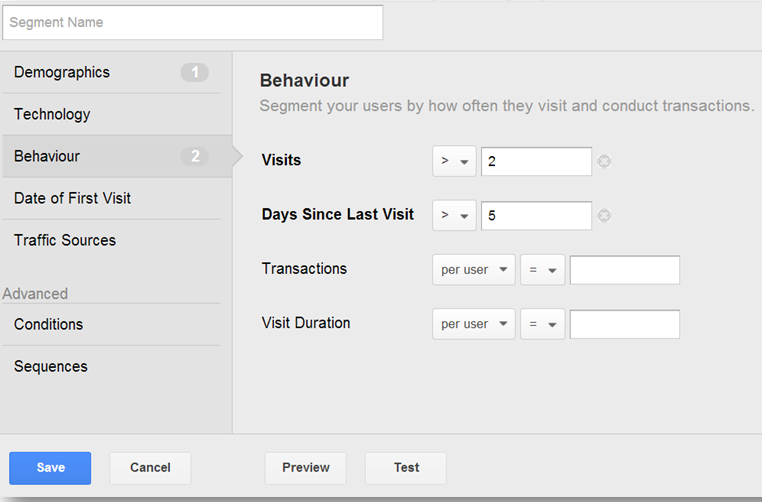 Segment Name
Demographics 1
Technology
Behaviour 2
Date of First Visit
Traffic Sources
Advanced
Conditions
Sequences
Behaviour
Segment your users by how often they visit and conduct transactions.
Visits > 2
Days Since Last Visit > 5
Transactions per user =
Visit Duration per user =
Save Cancel Preview Test